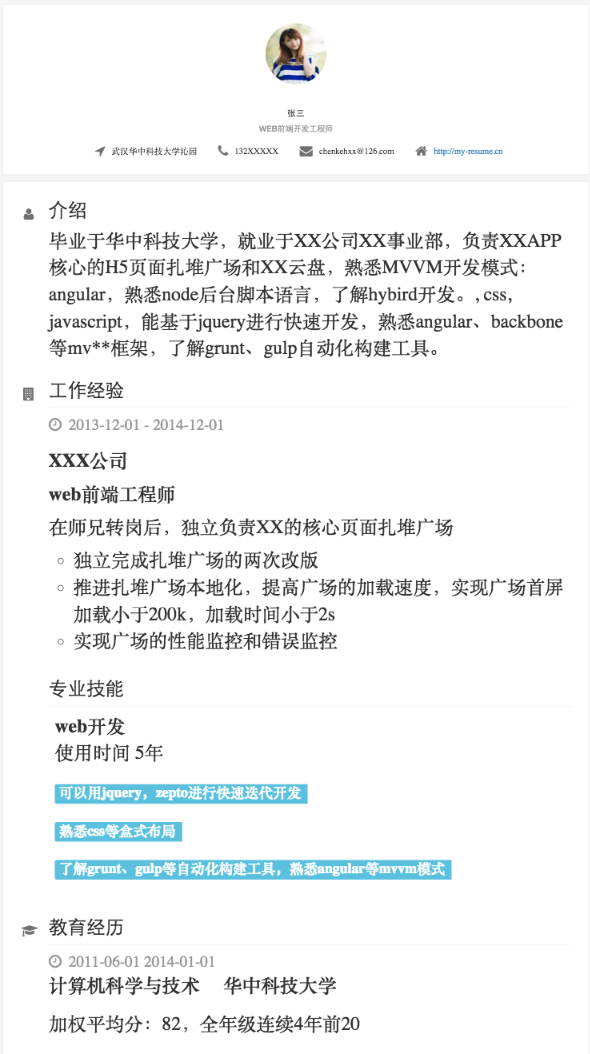 张三
WEB前端开发工程师
武汉华中科技大学沁园 132XXXXX chenkehxx@126.com http://my-resume.cn
介绍
毕业于华中科技大学，就业于XX公司XX事业部，负责XXAPP
核心的H5页面扎堆广场和XX云盘，熟悉MVVM开发模式：
angular，熟悉node后台脚本语言，了解hybird开发。, css，
javascript，能基于jquery进行快速开发，熟悉angular、backbone
等mv**框架，了解grunt、gulp自动化构建工具。
工作经验
2013-12-01 - 2014-12-01
XXX公司
web前端工程师
在师兄转岗后，独立负责XX的核心页面扎堆广场
独立完成扎堆广场的两次改版
推进扎堆广场本地化，提高广场的加载速度，实现广场首屏
加载小于200k，加载时间小于2s
实现广场的性能监控和错误监控
专业技能
web开发
使用时间 5年
可以用jquery，zepto进行快速迭代开发
熟悉css等盒式布局
了解grunt、gulp等自动化构建工具，熟悉angular等mvvm模式
教育经历
2011-06-01 2014-01-01
计算机科学与技术 华中科技大学
加权平均分：82，全年级连续4年前20